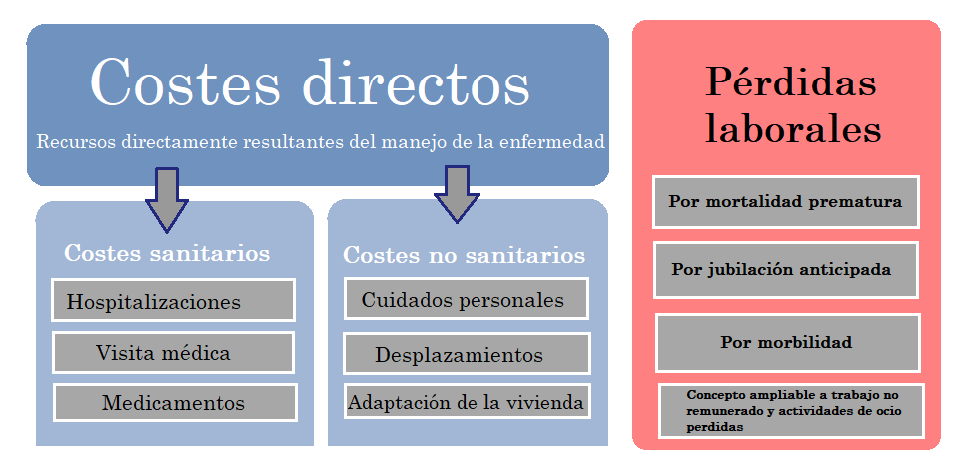 Costes directos
Recursos directamente resultantes del manejo de la enfermedad
Costes sanitarios
Hospitalizaciones
Visita médica
Medicamentos
Costes no sanitarios
Cuidados personales
Desplazamientos
Adaptación de la vivienda
Pérdidas
laborales
Por mortalidad prematura
Por jubilación anticipada
Por morbilidad
Concepto ampliable a trabajo no
remunerado y actividades de ocio
perdidas